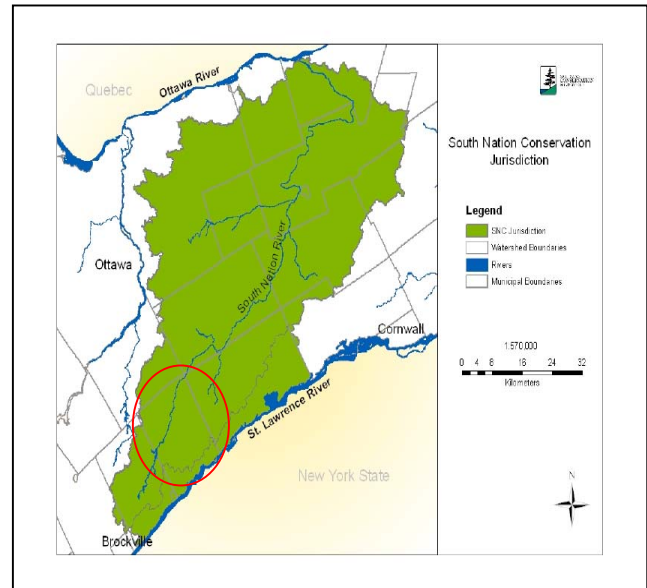 Quebec
Ottawa River
Ottawa
South Nation River
Cornwall
St. Lawrence River
New York State
Brockville
South Nation Conservation
Jurisdiction
Legend
SNC Jurisdiction
Watershed Boundaries
Rivers
Municipal Boundaries
1:570,000
0 4 8 16 24 32
Kilometers
N